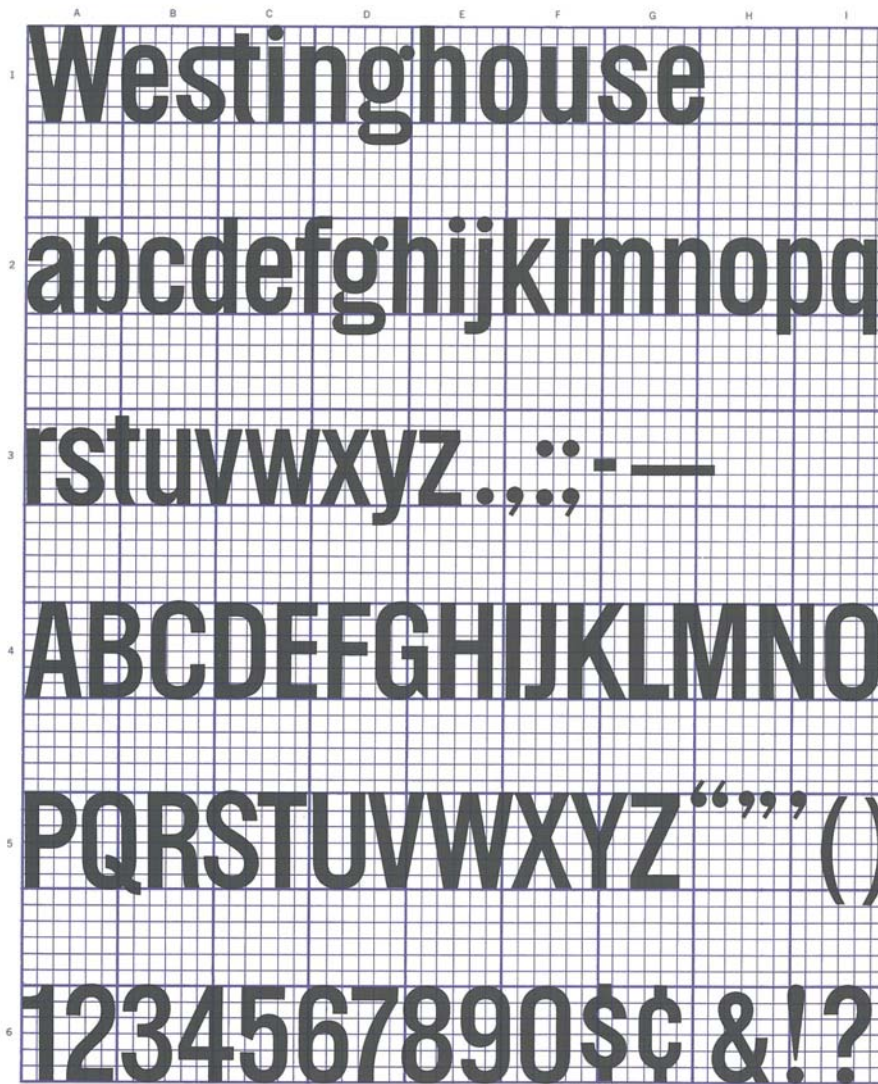 A B C D E F G H I
1 Westinghouse
2 abcdefghijklmnopq
3 rstuvwxyz.,:;-—
4 ABCDEFGHIJKLMNO
5 PQRSTUVWXYZ“”’()
6 1234567890$¢&!?